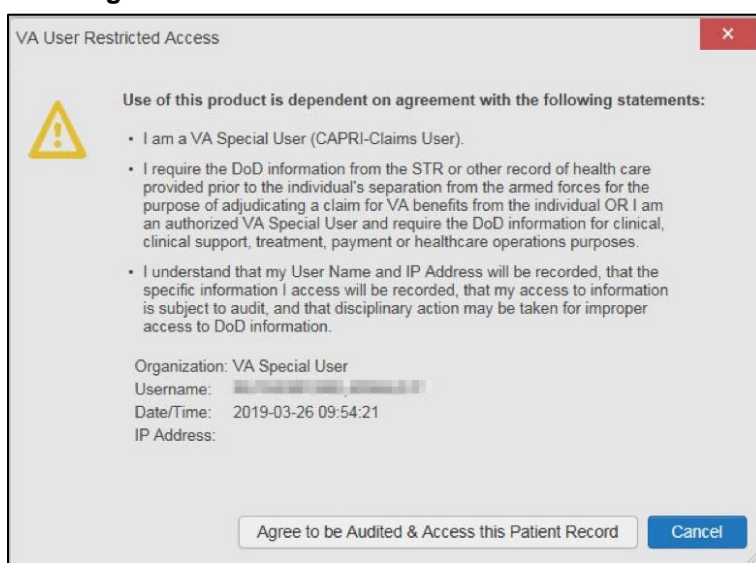 VA User Restricted Access
Use of this product is dependent on agreement with the following statements:
• I am a VA Special User (CAPRI-Claims User).
• I require the DoD information from the STR or other record of health care
provided prior to the individual's separation from the armed forces for the
purpose of adjudicating a claim for VA benefits from the individual OR I am
an authorized VA Special User and require the DoD information for clinical,
clinical support, treatment, payment or healthcare operations purposes.
• I understand that my User Name and IP Address will be recorded, that the
specific information I access will be recorded, that my access to information
is subject to audit, and that disciplinary action may be taken for improper
access to DoD information.
Organization: VA Special User
Username:
Date/Time: 2019-03-26 09:54:21
IP Address:
Agree to be Audited & Access this Patient Record
Cancel